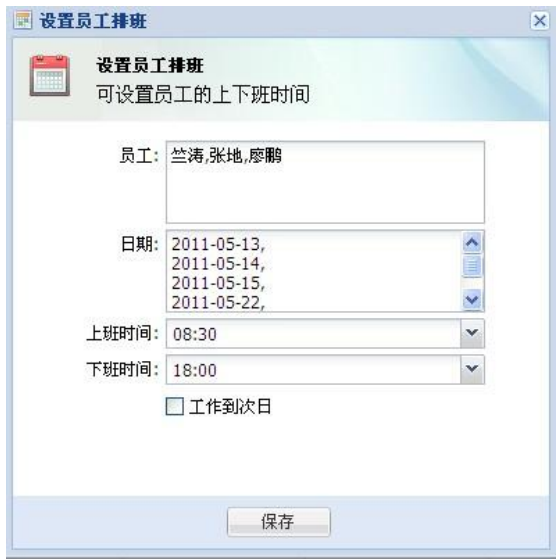 设置员工排班
设置员工排班
可设置员工的上下班时间
员工: 竺涛,张地,廖鹏
日期: 2011-05-13,
2011-05-14,
2011-05-15,
2011-05-22,
上班时间: 08:30
下班时间: 18:00
工作到次日
保存